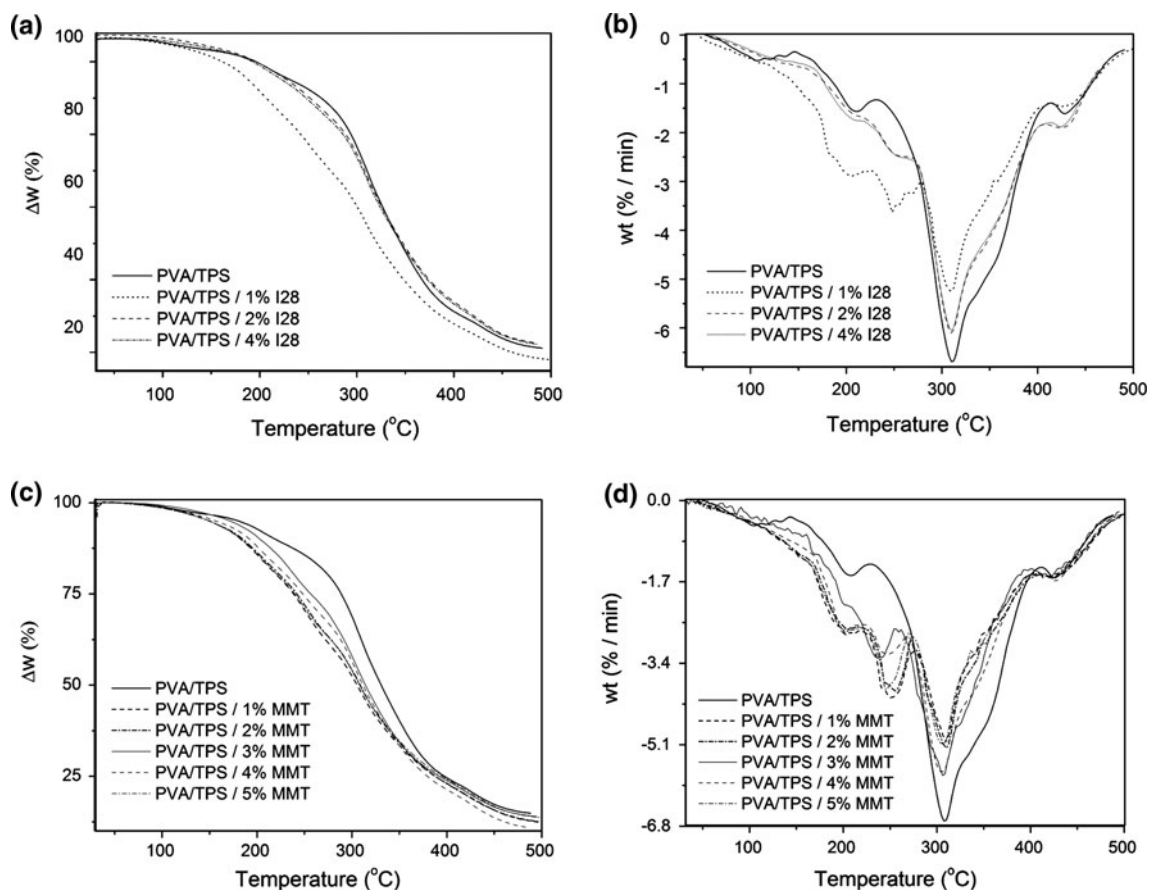 (a)
100
80
60
40
20
Δw (%)
PVA/TPS
PVA/TPS / 1% I28
PVA/TPS / 2% I28
PVA/TPS / 4% I28
100 200 300 400 500
Temperature (°C)
(b)
0
-1
-2
-3
-4
-5
-6
wt (% / min)
PVA/TPS
PVA/TPS / 1% I28
PVA/TPS / 2% I28
PVA/TPS / 4% I28
100 200 300 400 500
Temperature (°C)
(c)
100
75
50
25
Δw (%)
PVA/TPS
PVA/TPS / 1% MMT
PVA/TPS / 2% MMT
PVA/TPS / 3% MMT
PVA/TPS / 4% MMT
PVA/TPS / 5% MMT
100 200 300 400 500
Temperature (°C)
(d)
0.0
-1.7
-3.4
-5.1
-6.8
wt (% / min)
PVA/TPS
PVA/TPS / 1% MMT
PVA/TPS / 2% MMT
PVA/TPS / 3% MMT
PVA/TPS / 4% MMT
PVA/TPS / 5% MMT
100 200 300 400 500
Temperature (°C)